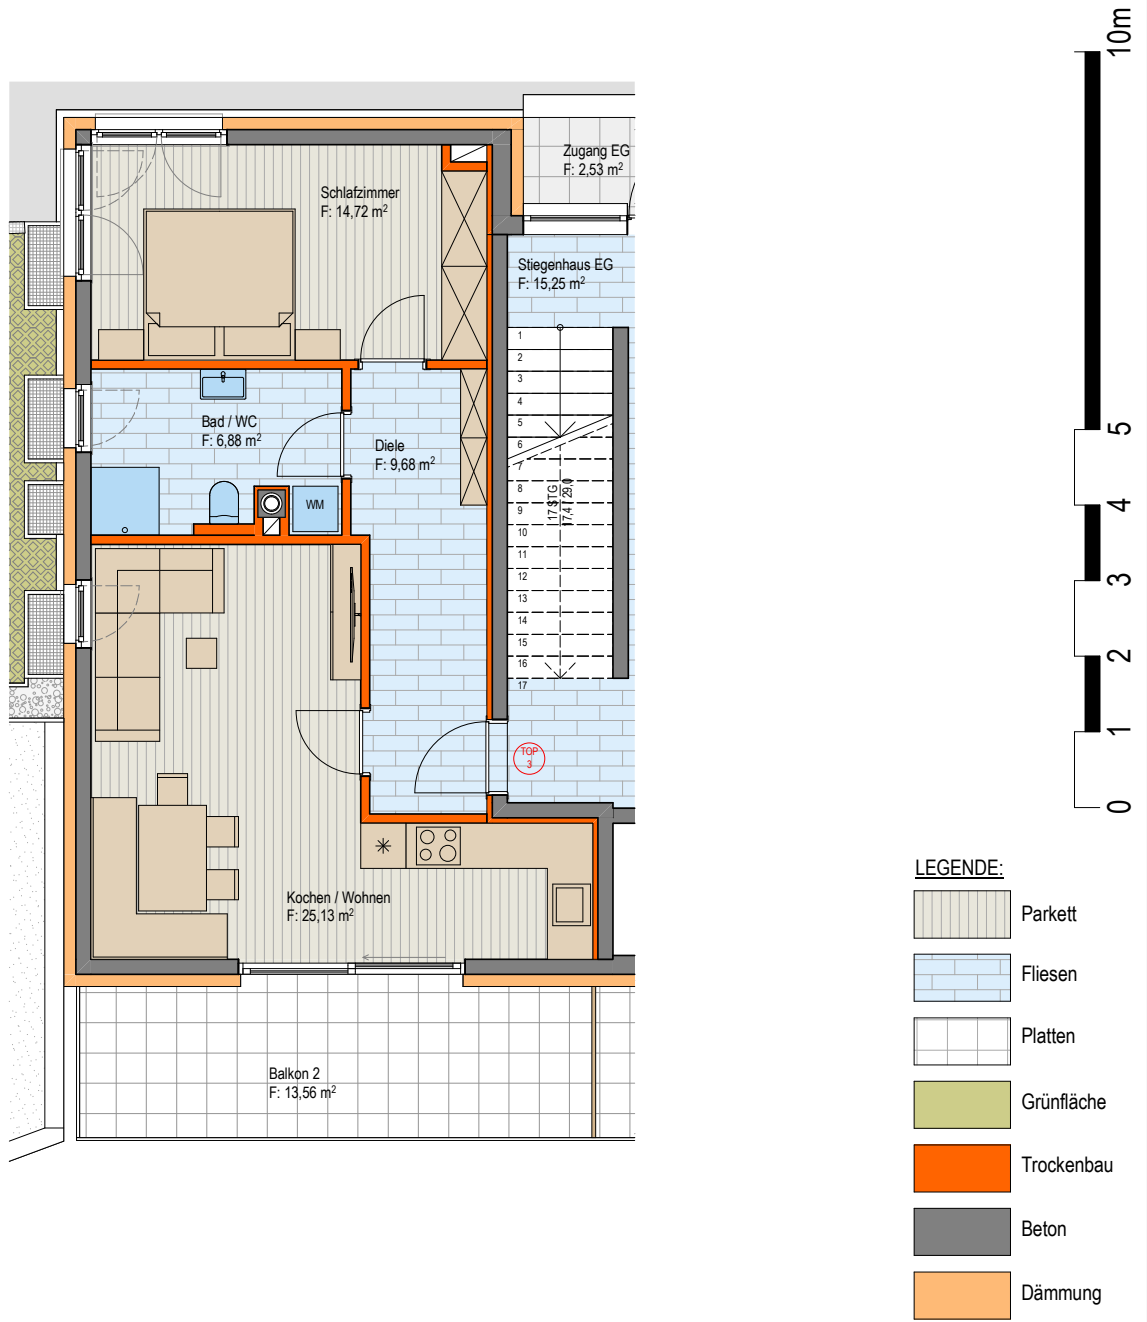 10m
Zugang EG
F: 2,53 m²
Schlafzimmer
F: 14,72 m²
Stiegenhaus EG
F: 15,25 m²
1
2
3
4
5
6
7
8
9
10
11
12
13
14
15
16
17
17 STG
17,4 / 29,0
Bad / WC
F: 6,88 m²
Diele
F: 9,68 m²
WM
5
4
3
2
1
0
TOP
3
Kochen / Wohnen
F: 25,13 m²
Balkon 2
F: 13,56 m²
LEGENDE:
Parkett
Fliesen
Platten
Grünfläche
Trockenbau
Beton
Dämmung